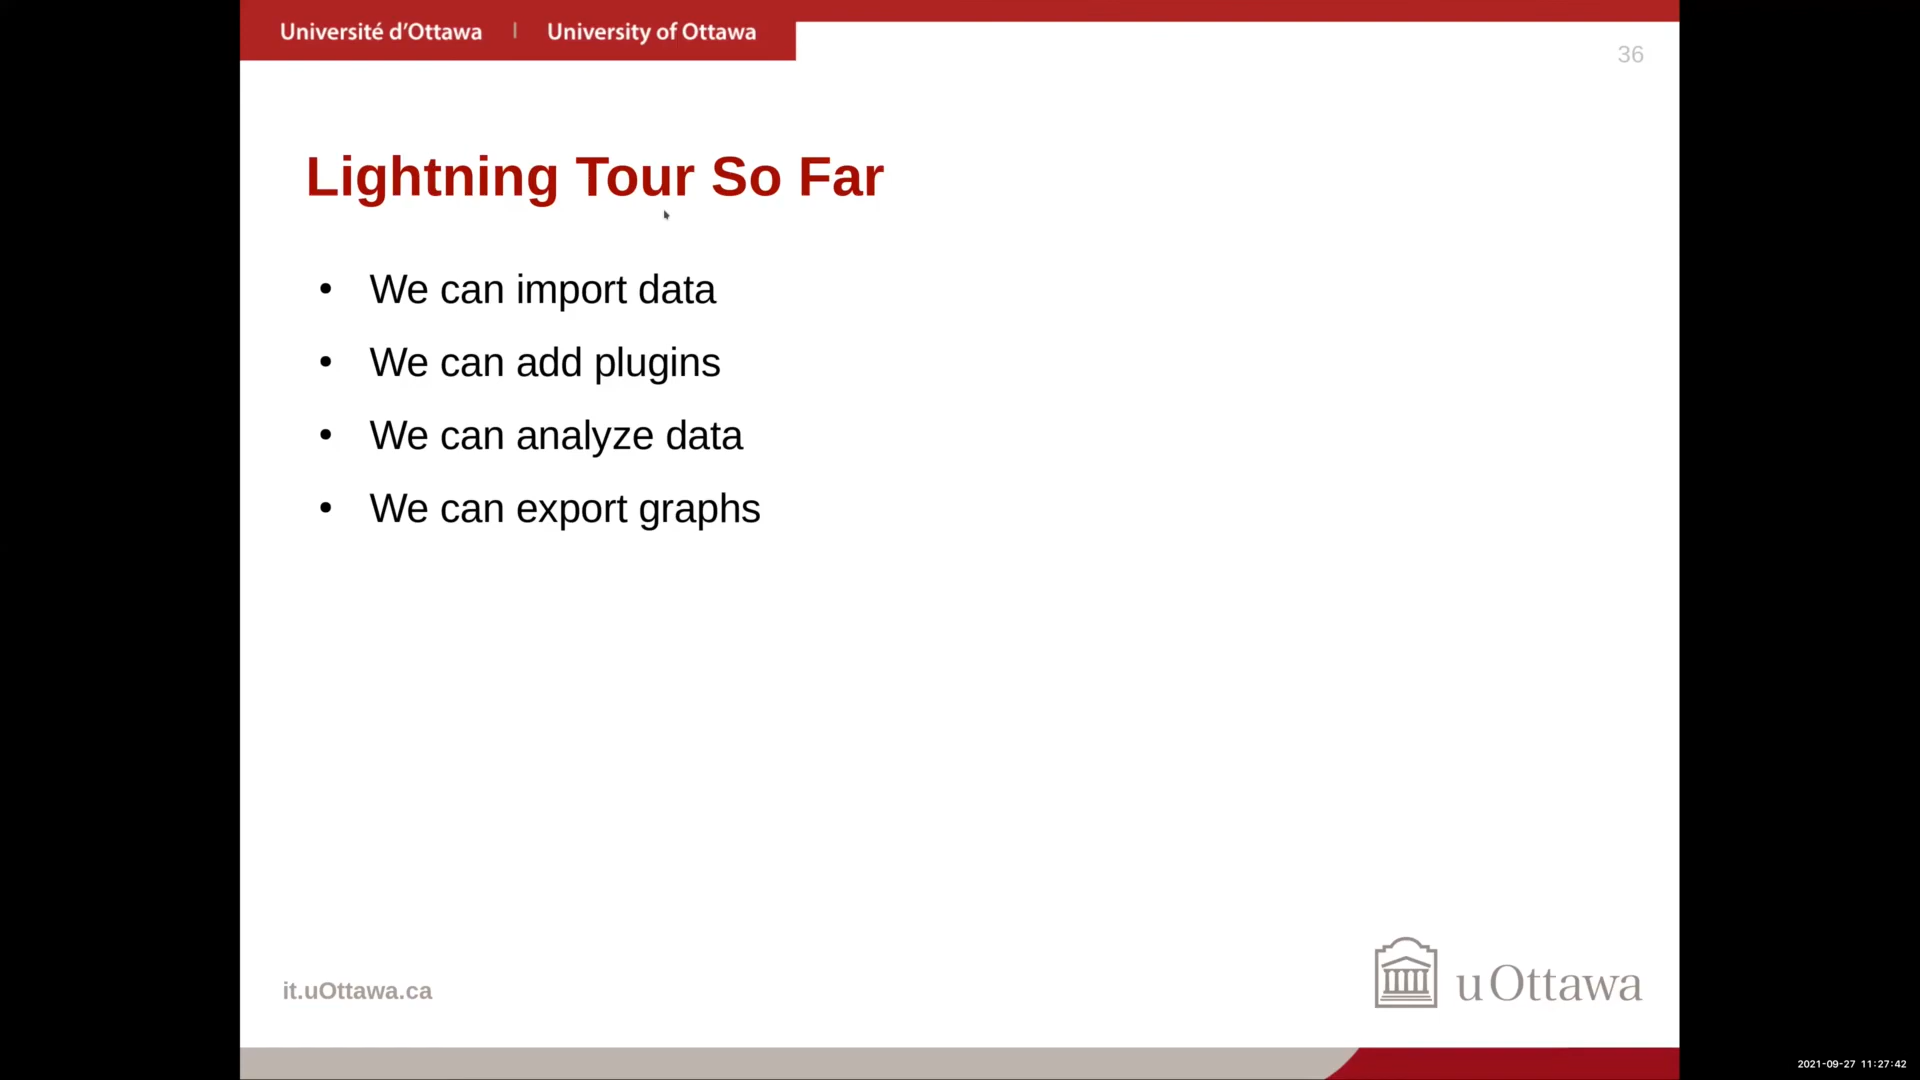 Université d'Ottawa | University of Ottawa
36
Lightning Tour So Far
• We can import data
• We can add plugins
• We can analyze data
• We can export graphs
it.uOttawa.ca
uOttawa
2021-09-27 11:27:42